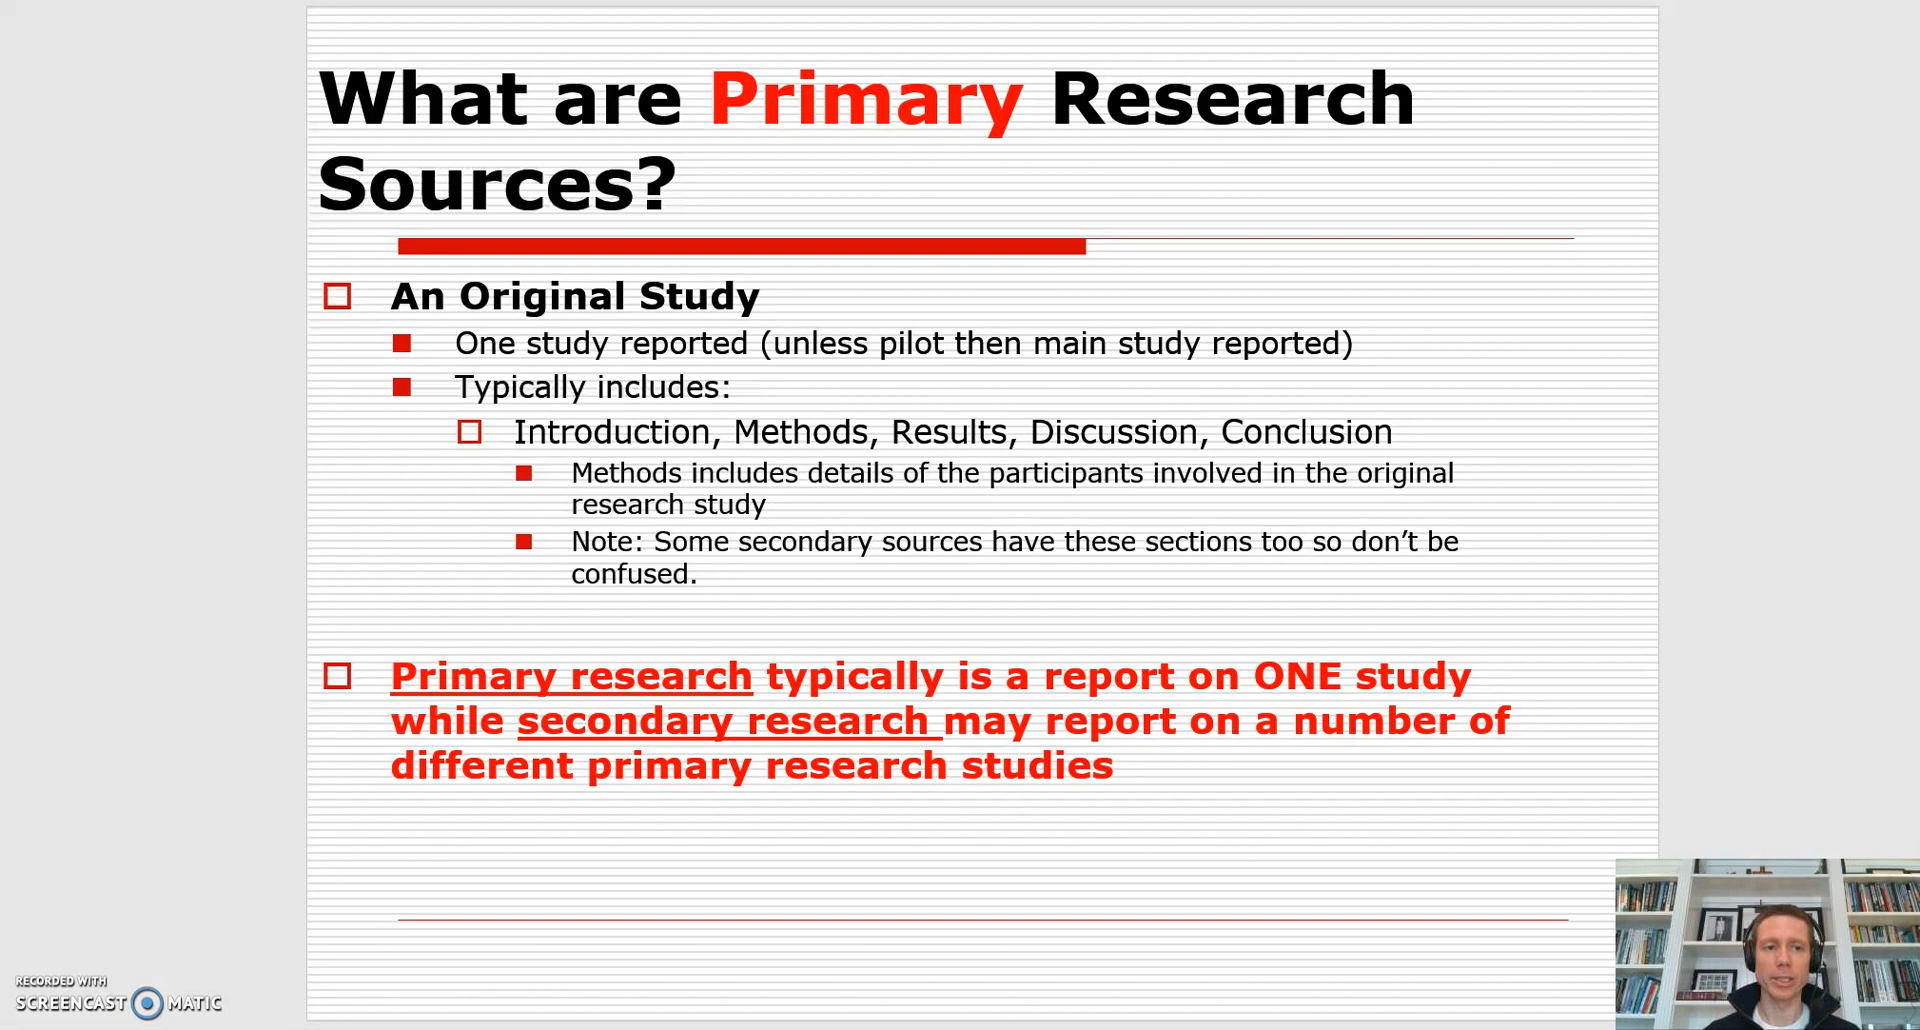 What are Primary Research
Sources?
An Original Study
One study reported (unless pilot then main study reported)
Typically includes:
Introduction, Methods, Results, Discussion, Conclusion
Methods includes details of the participants involved in the original
research study
Note: Some secondary sources have these sections too so don’t be
confused.
Primary research typically is a report on ONE study
while secondary research may report on a number of
different primary research studies
RECORDED WITH
SCREENCAST MATIC